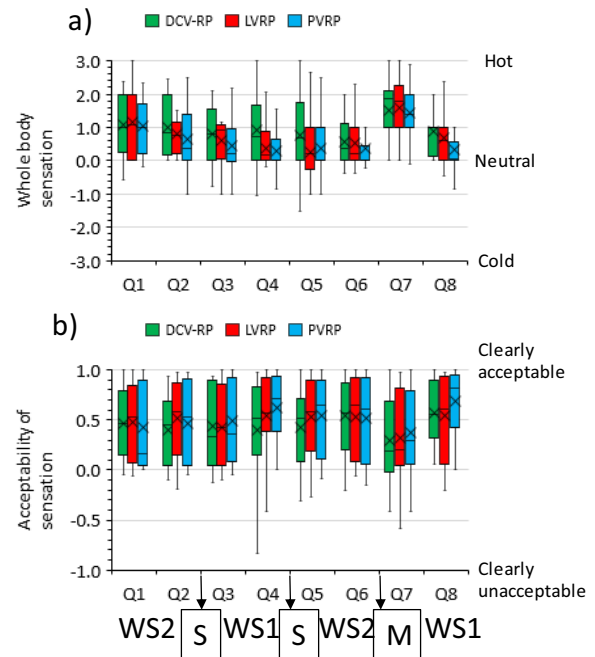 a)
DCV-RP LVRP PVRP
Whole body
sensation
3.0
2.0
1.0
0.0
-1.0
-2.0
-3.0
Hot
Neutral
Cold
Q1 Q2 Q3 Q4 Q5 Q6 Q7 Q8
b)
DCV-RP LVRP PVRP
Acceptability of
sensation
1.0
0.5
0.0
-0.5
-1.0
Clearly
acceptable
Clearly
unacceptable
Q1 Q2 Q3 Q4 Q5 Q6 Q7 Q8
WS2 S WS1 S WS2 M WS1